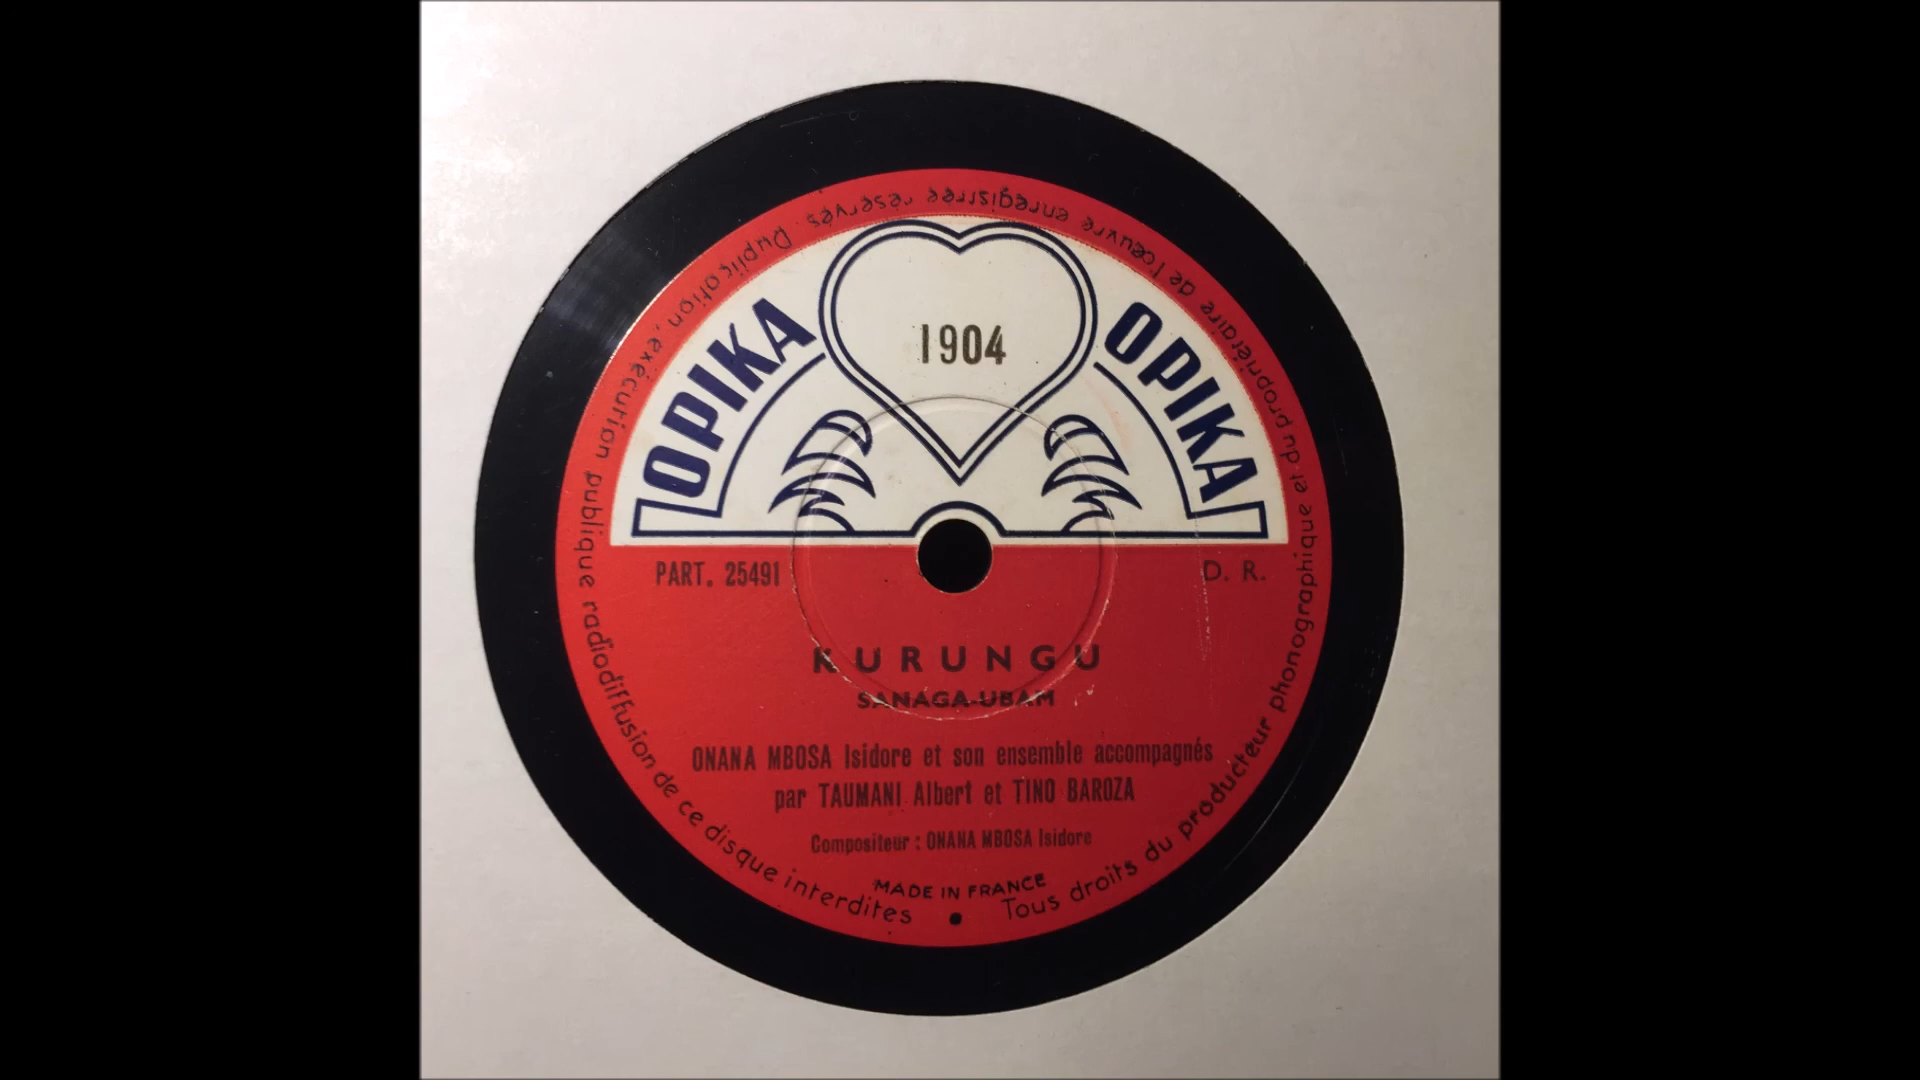 OPIKA
1904
OPIKA
PART. 25491
D. R.
KURUNGU
SANAGA-UBAM
ONANA MBOSA Isidore et son ensemble accompagnés
par TAUMANI Albert et TINO BAROZA
Compositeur : ONANA MBOSA Isidore
MADE IN FRANCE
Tous droits du producteur phonographique et du propriétaire de l'œuvre enregistrée réservés. Duplication, exécution publique radiodiffusion de ce disque interdites